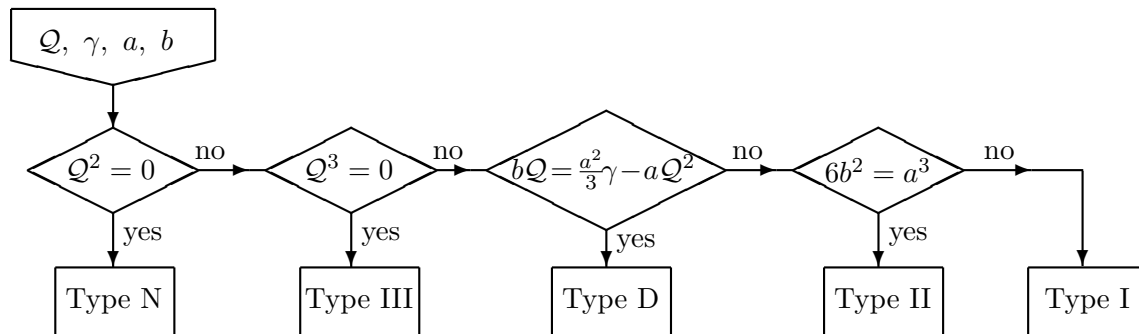 𝒬, γ, a, b
𝒬² = 0
no
𝒬³ = 0
no
b𝒬 = a²/3 γ − a𝒬²
no
6b² = a³
no
yes
yes
yes
yes
Type N
Type III
Type D
Type II
Type I